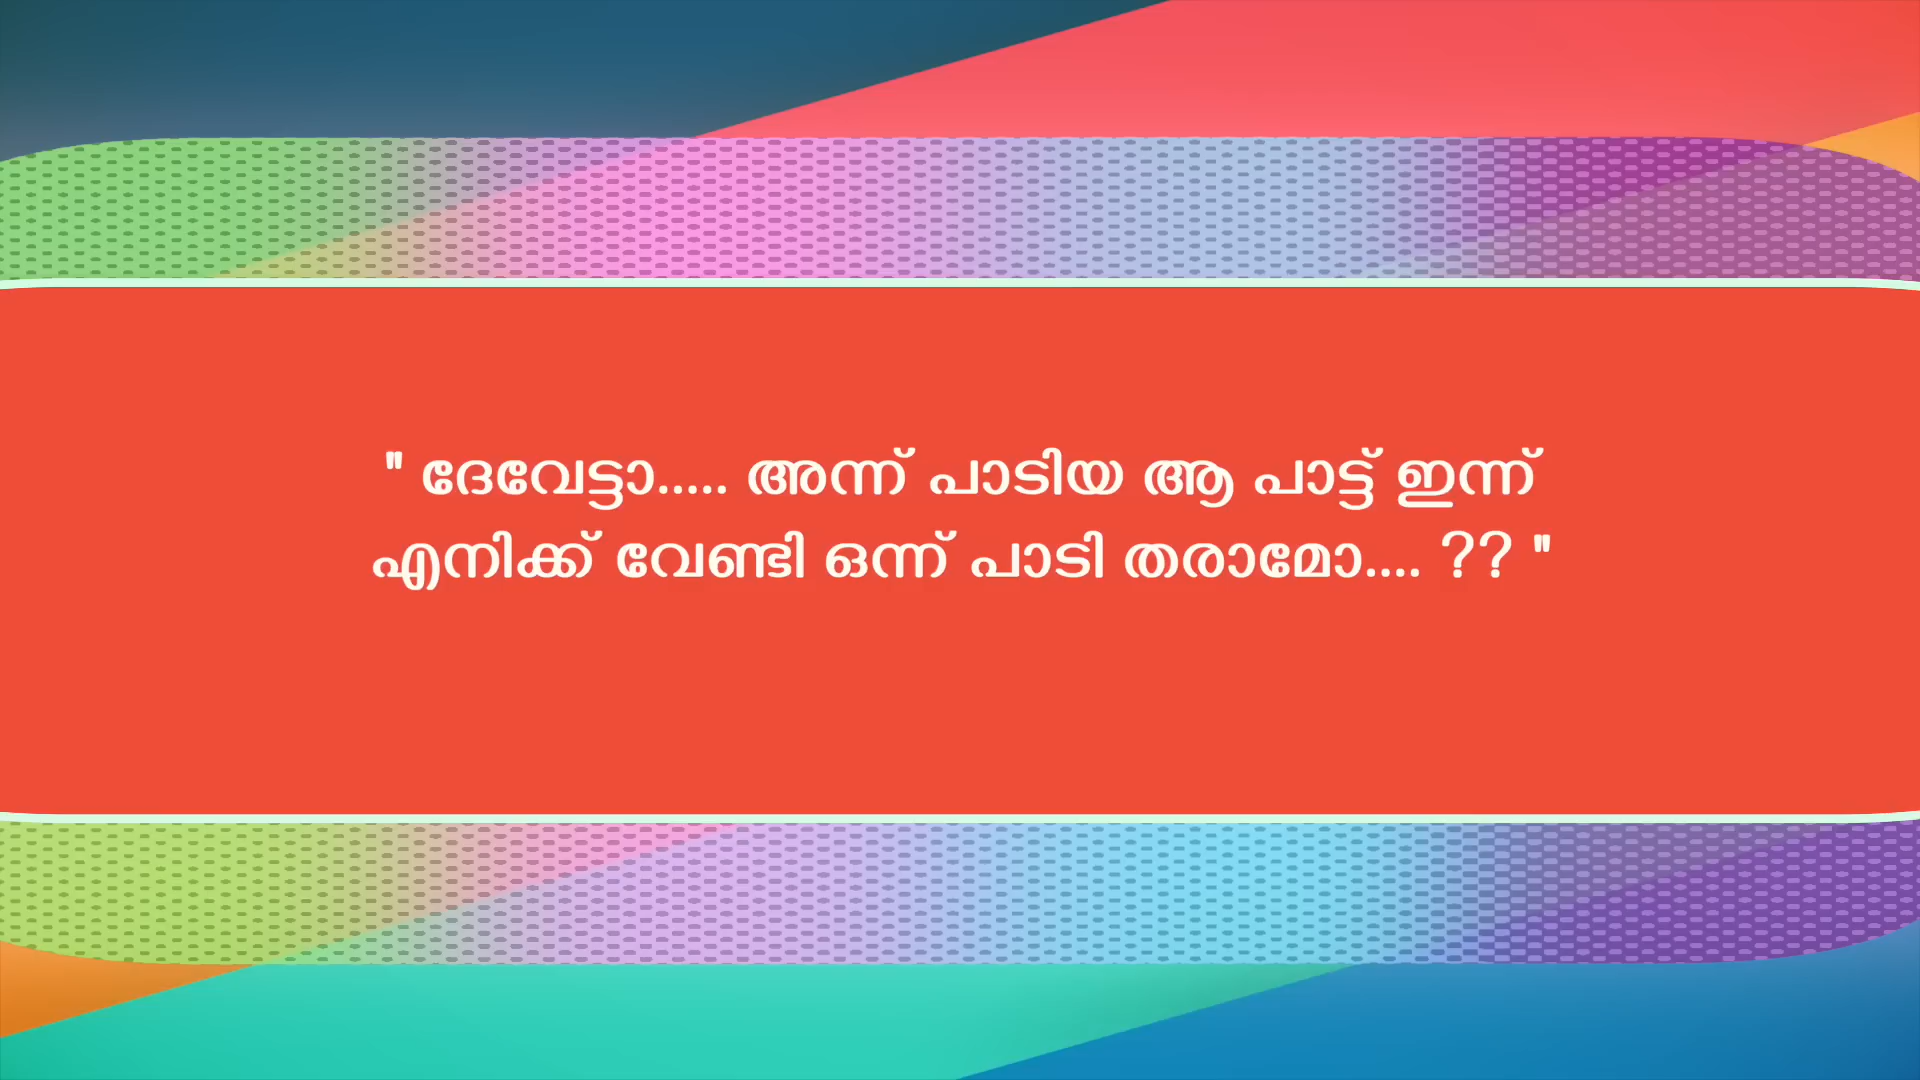 " ദേവേട്ടാ..... അന്ന് പാടിയ ആ പാട്ട് ഇന്ന്
എനിക്ക് വേണ്ടി ഒന്ന് പാടി തരാമോ.... ?? "